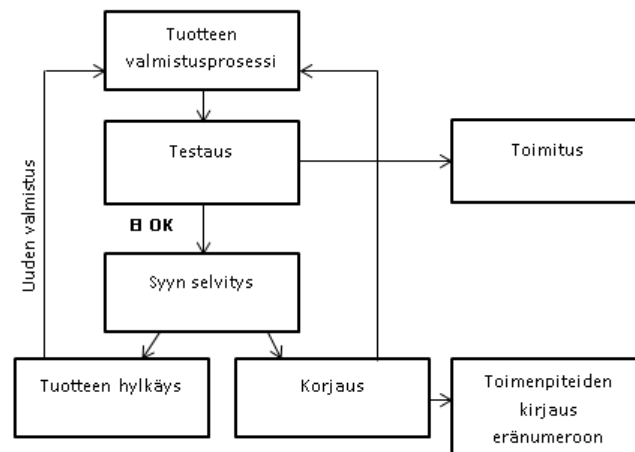 Tuotteen
valmistusprosessi
Testaus
Toimitus
EI OK
Uuden valmistus
Syyn selvitys
Tuotteen hylkäys
Korjaus
Toimenpiteiden
kirjaus
eränumeroon